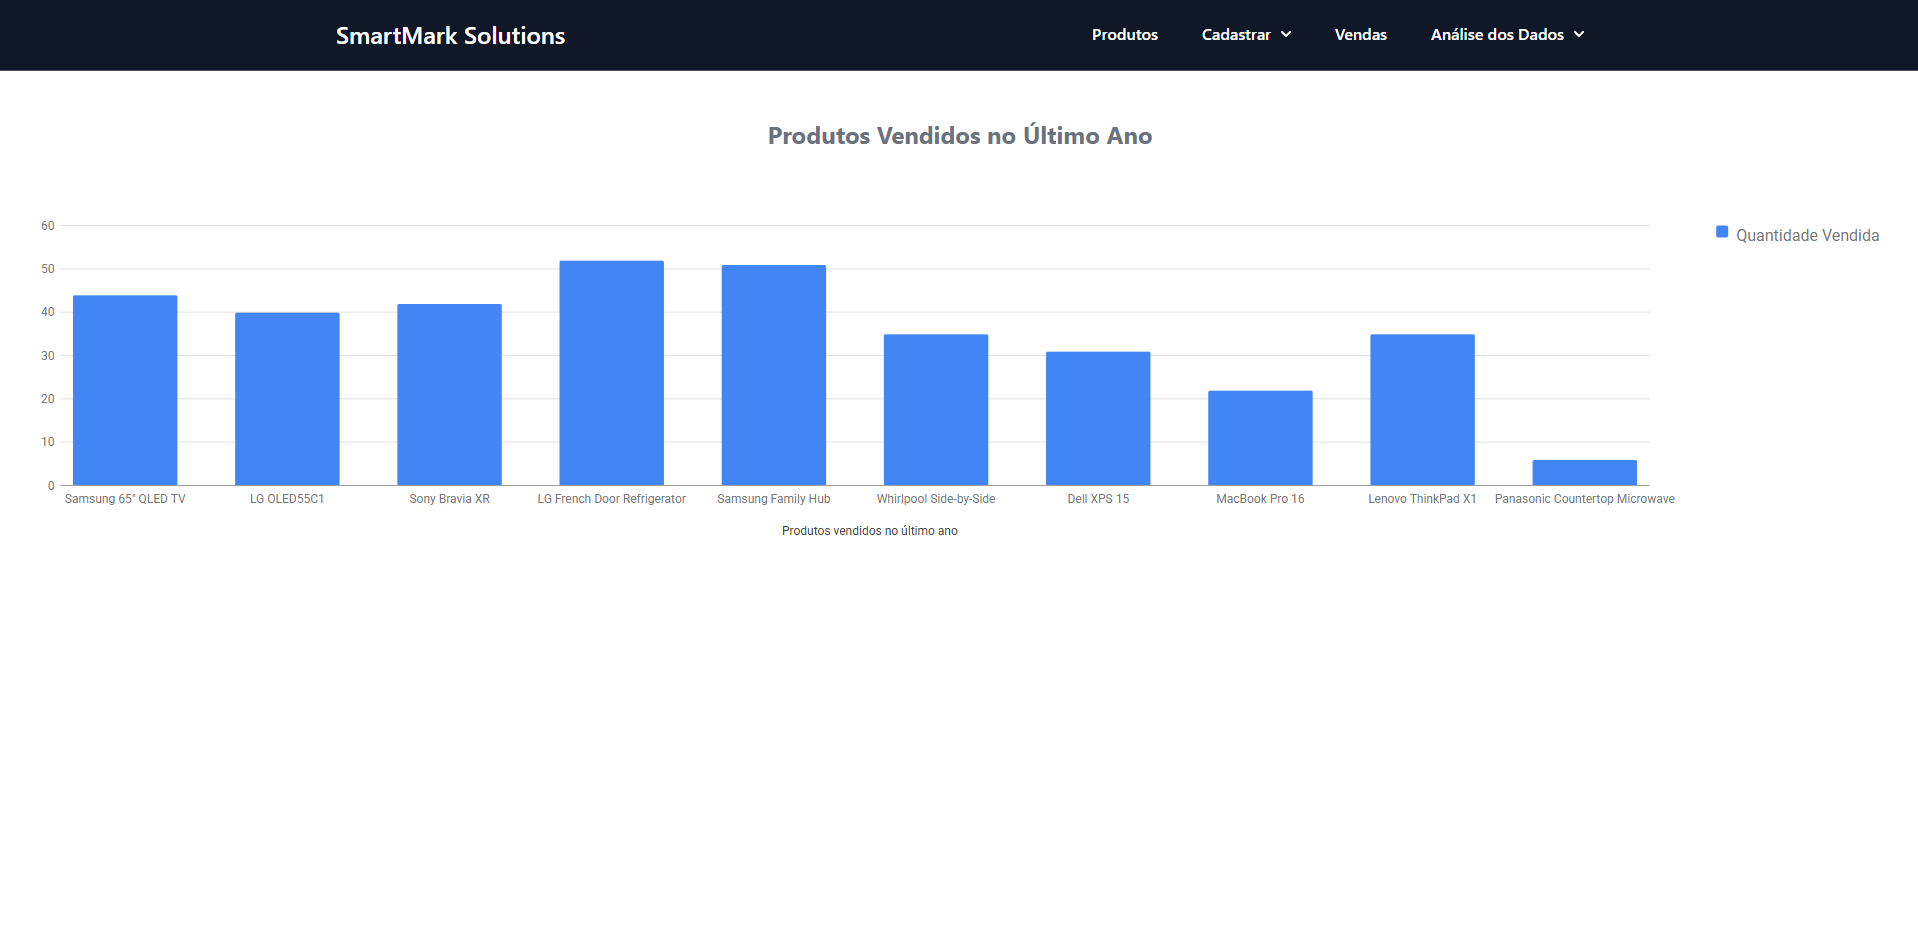 SmartMark Solutions
Produtos
Cadastrar
Vendas
Análise dos Dados
Produtos Vendidos no Último Ano
60
50
40
30
20
10
0
Quantidade Vendida
Samsung 65" QLED TV
LG OLED55C1
Sony Bravia XR
LG French Door Refrigerator
Samsung Family Hub
Whirlpool Side-by-Side
Dell XPS 15
MacBook Pro 16
Lenovo ThinkPad X1
Panasonic Countertop Microwave
Produtos vendidos no último ano